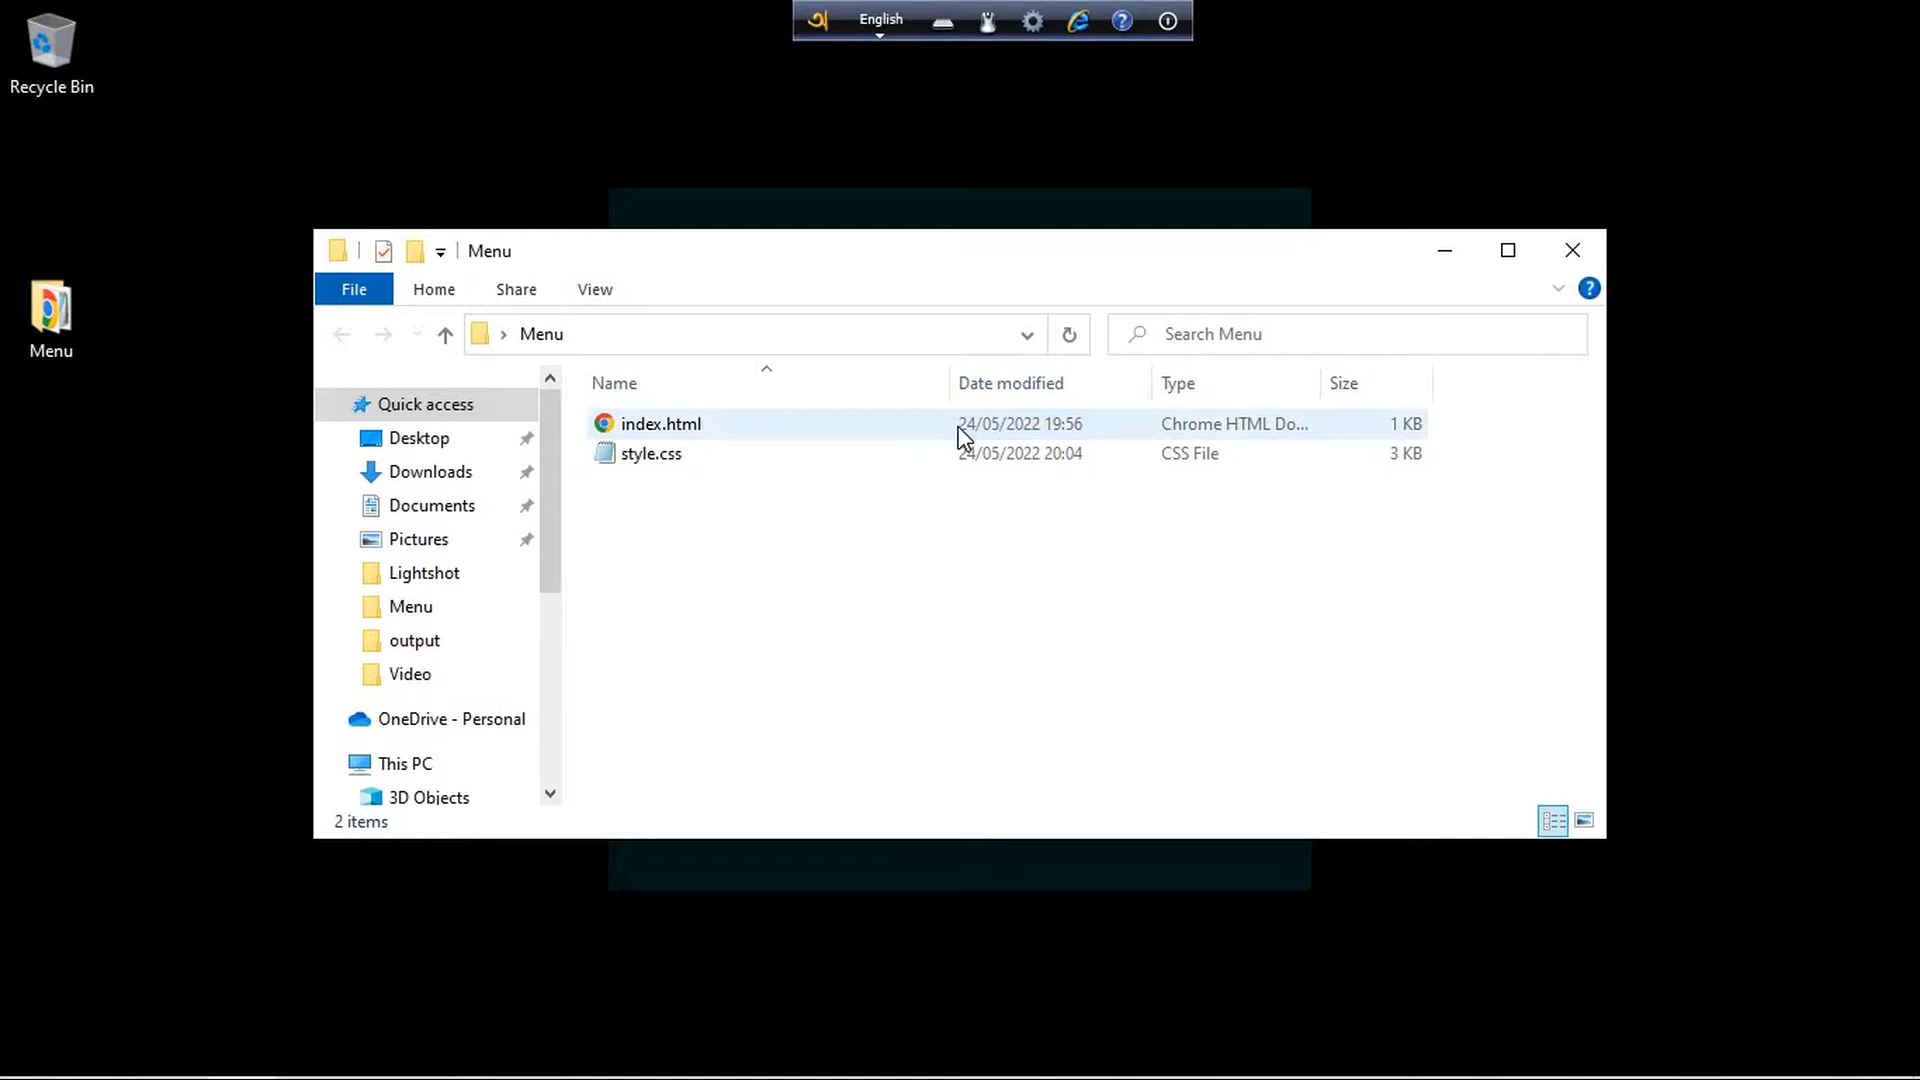 অ English
Recycle Bin
Menu
Menu
File Home Share View
Menu
Search Menu
Name Date modified Type Size
Quick access
index.html 24/05/2022 19:56 Chrome HTML Do... 1 KB
style.css 24/05/2022 20:04 CSS File 3 KB
Desktop
Downloads
Documents
Pictures
Lightshot
Menu
output
Video
OneDrive - Personal
This PC
3D Objects
2 items